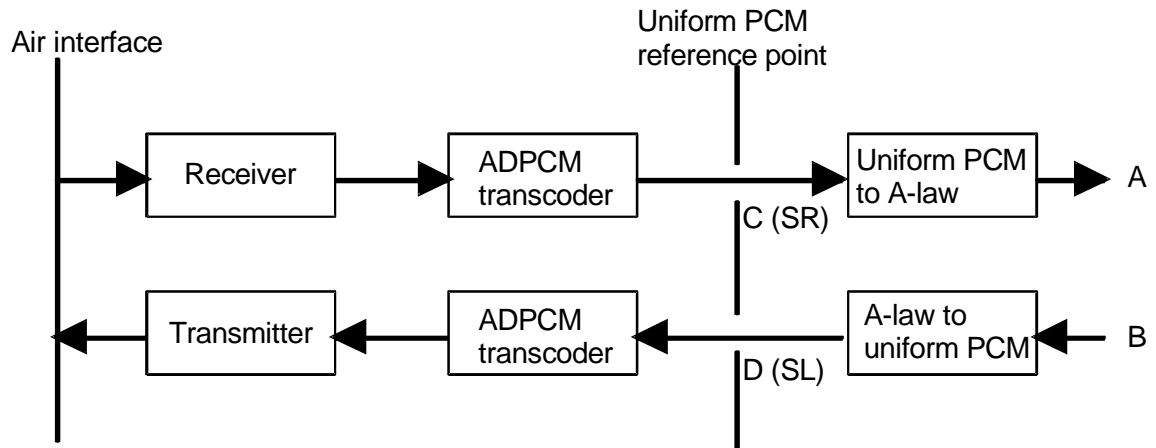 Air interface
Uniform PCM
reference point
Receiver
ADPCM
transcoder
Uniform PCM
to A-law
A
C (SR)
Transmitter
ADPCM
transcoder
A-law to
uniform PCM
B
D (SL)